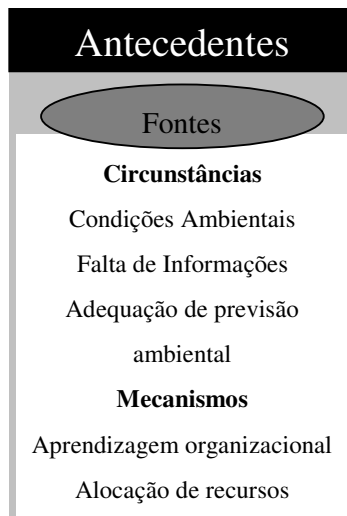 Antecedentes
Fontes
Circunstâncias
Condições Ambientais
Falta de Informações
Adequação de previsão
ambiental
Mecanismos
Aprendizagem organizacional
Alocação de recursos